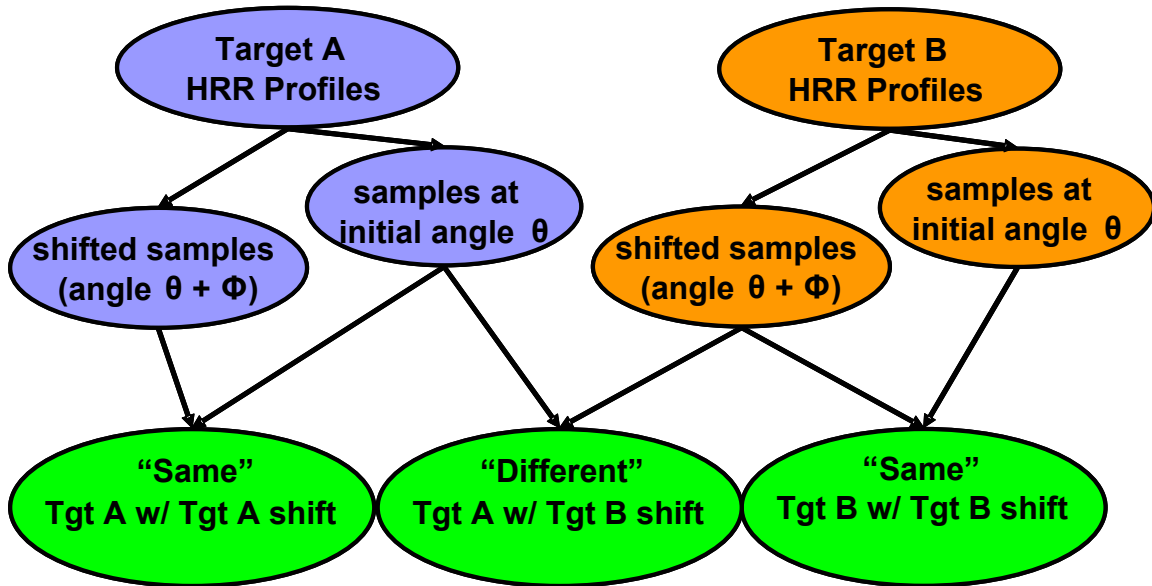 Target A
HRR Profiles
Target B
HRR Profiles
samples at
initial angle θ
samples at
initial angle θ
shifted samples
(angle θ + Φ)
shifted samples
(angle θ + Φ)
“Same”
Tgt A w/ Tgt A shift
“Different”
Tgt A w/ Tgt B shift
“Same”
Tgt B w/ Tgt B shift